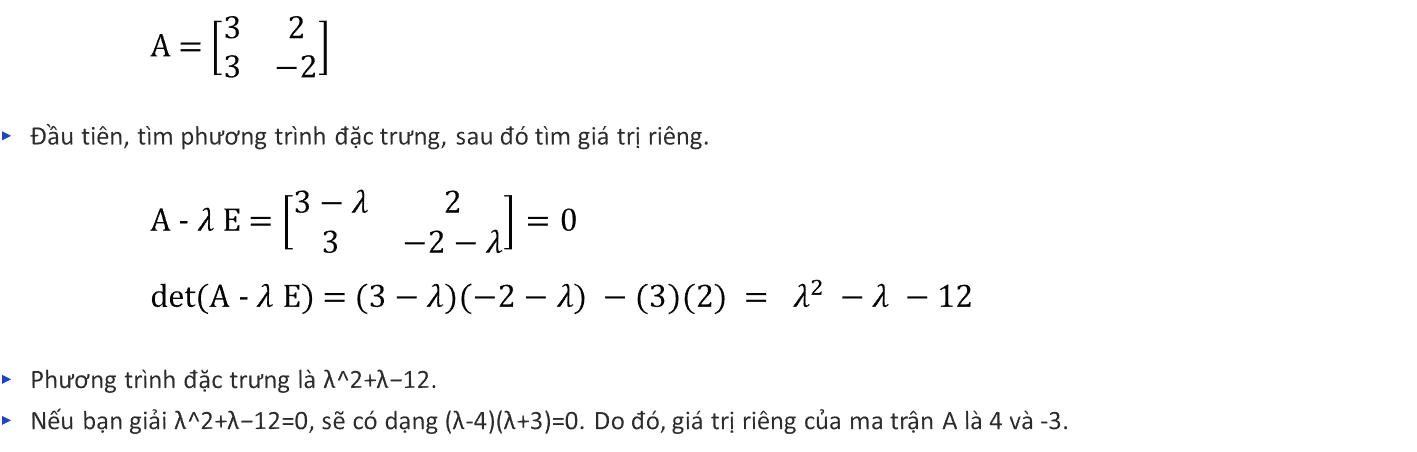 A = [3 2
3 −2]
▸ Đầu tiên, tìm phương trình đặc trưng, sau đó tìm giá trị riêng.
A - λ E = [3 − λ 2
3 −2 − λ] = 0
det(A - λ E) = (3 − λ)(−2 − λ) − (3)(2) = λ² − λ − 12
▸ Phương trình đặc trưng là λ^2+λ−12.
▸ Nếu bạn giải λ^2+λ−12=0, sẽ có dạng (λ-4)(λ+3)=0. Do đó, giá trị riêng của ma trận A là 4 và -3.